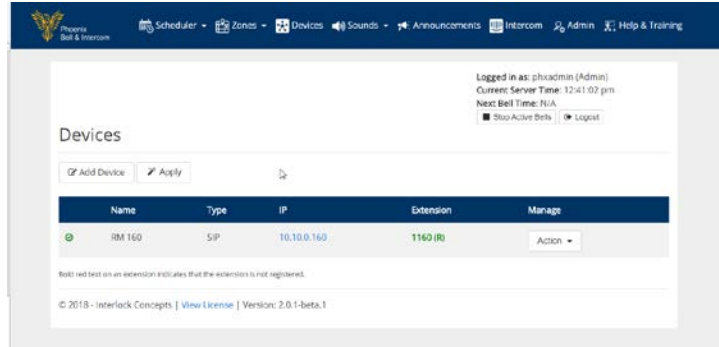 Phoenix
Bell & Intercom
Scheduler Zones Devices Sounds Announcements Intercom Admin Help & Training
Logged in as: phxadmin (Admin)
Current Server Time: 12:41:02 pm
Next Bell Time: N/A
Stop Active Bells Logout
Devices
Add Device Apply
Name Type IP Extension Manage
RM 160 SIP 10.10.0.160 1160 (R) Action
Bold red text on an extension indicates that the extension is not registered.
© 2018 - Interlock Concepts | View License | Version: 2.0.1-beta.1